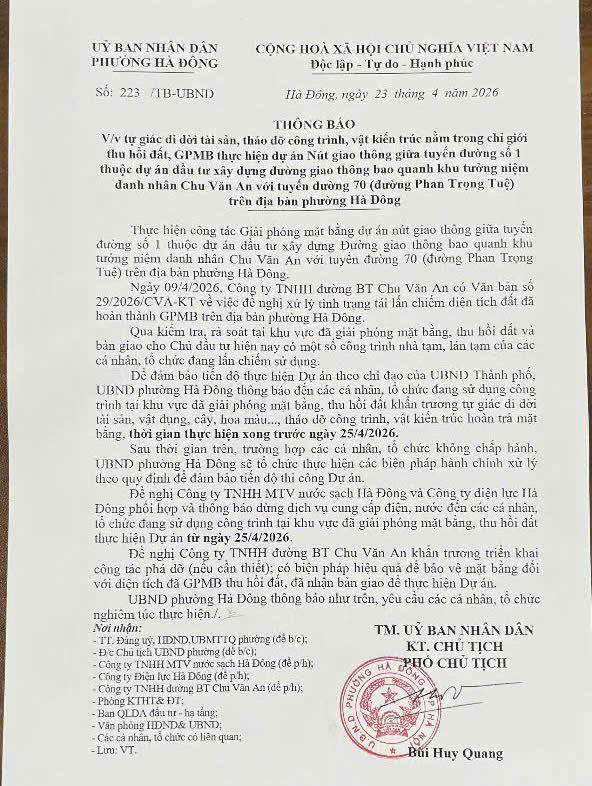 UỶ BAN NHÂN DÂN
PHƯỜNG HÀ ĐÔNG
CỘNG HOÀ XÃ HỘI CHỦ NGHĨA VIỆT NAM
Độc lập - Tự do - Hạnh phúc
Số: 223 /TB-UBND
Hà Đông, ngày 23 tháng 4 năm 2026
THÔNG BÁO
V/v tự giác di dời tài sản, tháo dỡ công trình, vật kiến trúc nằm trong chỉ giới
thu hồi đất, GPMB thực hiện dự án Nút giao thông giữa tuyến đường số 1
thuộc dự án đầu tư xây dựng đường giao thông bao quanh khu tưởng niệm
danh nhân Chu Văn An với tuyến đường 70 (đường Phan Trọng Tuệ)
trên địa bàn phường Hà Đông
Thực hiện công tác Giải phóng mặt bằng dự án nút giao thông giữa tuyến
đường số 1 thuộc dự án đầu tư xây dựng Đường giao thông bao quanh khu
tưởng niệm danh nhân Chu Văn An với tuyến đường 70 (đường Phan Trọng
Tuệ) trên địa bàn phường Hà Đông.
Ngày 09/4/2026, Công ty TNHH đường BT Chu Văn An có Văn bản số
29/2026/CVA-KT về việc đề nghị xử lý tình trạng tái lấn chiếm diện tích đất đã
hoàn thành GPMB trên địa bàn phường Hà Đông.
Qua kiểm tra, rà soát tại khu vực đã giải phóng mặt bằng, thu hồi đất và
bàn giao cho Chủ đầu tư hiện nay có một số công trình nhà tạm, lán tạm của các
cá nhân, tổ chức đang lấn chiếm sử dụng.
Để đảm bảo tiến độ thực hiện Dự án theo chỉ đạo của UBND Thành phố,
UBND phường Hà Đông thông báo đến các cá nhân, tổ chức đang sử dụng công
trình tại khu vực đã giải phóng mặt bằng, thu hồi đất khẩn trương tự giác di dời
tài sản, vật dụng, cây, hoa màu..., tháo dỡ công trình, vật kiến trúc hoàn trả mặt
bằng, thời gian thực hiện xong trước ngày 25/4/2026.
Sau thời gian trên, trường hợp các cá nhân, tổ chức không chấp hành,
UBND phường Hà Đông sẽ tổ chức thực hiện các biện pháp hành chính xử lý
theo quy định để đảm bảo tiến độ thi công Dự án.
Đề nghị Công ty TNHH MTV nước sạch Hà Đông và Công ty điện lực Hà
Đông phối hợp và thông báo dừng dịch vụ cung cấp điện, nước đến các cá nhân,
tổ chức đang sử dụng công trình tại khu vực đã giải phóng mặt bằng, thu hồi đất
thực hiện Dự án từ ngày 25/4/2026.
Đề nghị Công ty TNHH đường BT Chu Văn An khẩn trương triển khai
công tác phá dỡ (nếu cần thiết); có biện pháp hiệu quả để bảo vệ mặt bằng đối
với diện tích đã GPMB thu hồi đất, đã nhận bàn giao để thực hiện Dự án.
UBND phường Hà Đông thông báo như trên, yêu cầu các cá nhân, tổ chức
nghiêm túc thực hiện./.
Nơi nhận:
- TT. Đảng uỷ, HĐND,UBMTTQ phường (để b/c);
- Đ/c Chủ tịch UBND phường (để b/c);
- Công ty TNHH MTV nước sạch Hà Đông (để p/h);
- Công ty Điện lực Hà Đông (để p/h);
- Công ty TNHH đường BT Chu Văn An (để p/h);
- Phòng KTHT& ĐT;
- Ban QLDA đầu tư - hạ tầng;
- Văn phòng HĐND& UBND;
- Các cá nhân, tổ chức có liên quan;
- Lưu: VT.
TM. UỶ BAN NHÂN DÂN
KT. CHỦ TỊCH
PHÓ CHỦ TỊCH
U.B.N.D PHƯỜNG HÀ ĐÔNG TP HÀ NỘI
Bùi Huy Quang